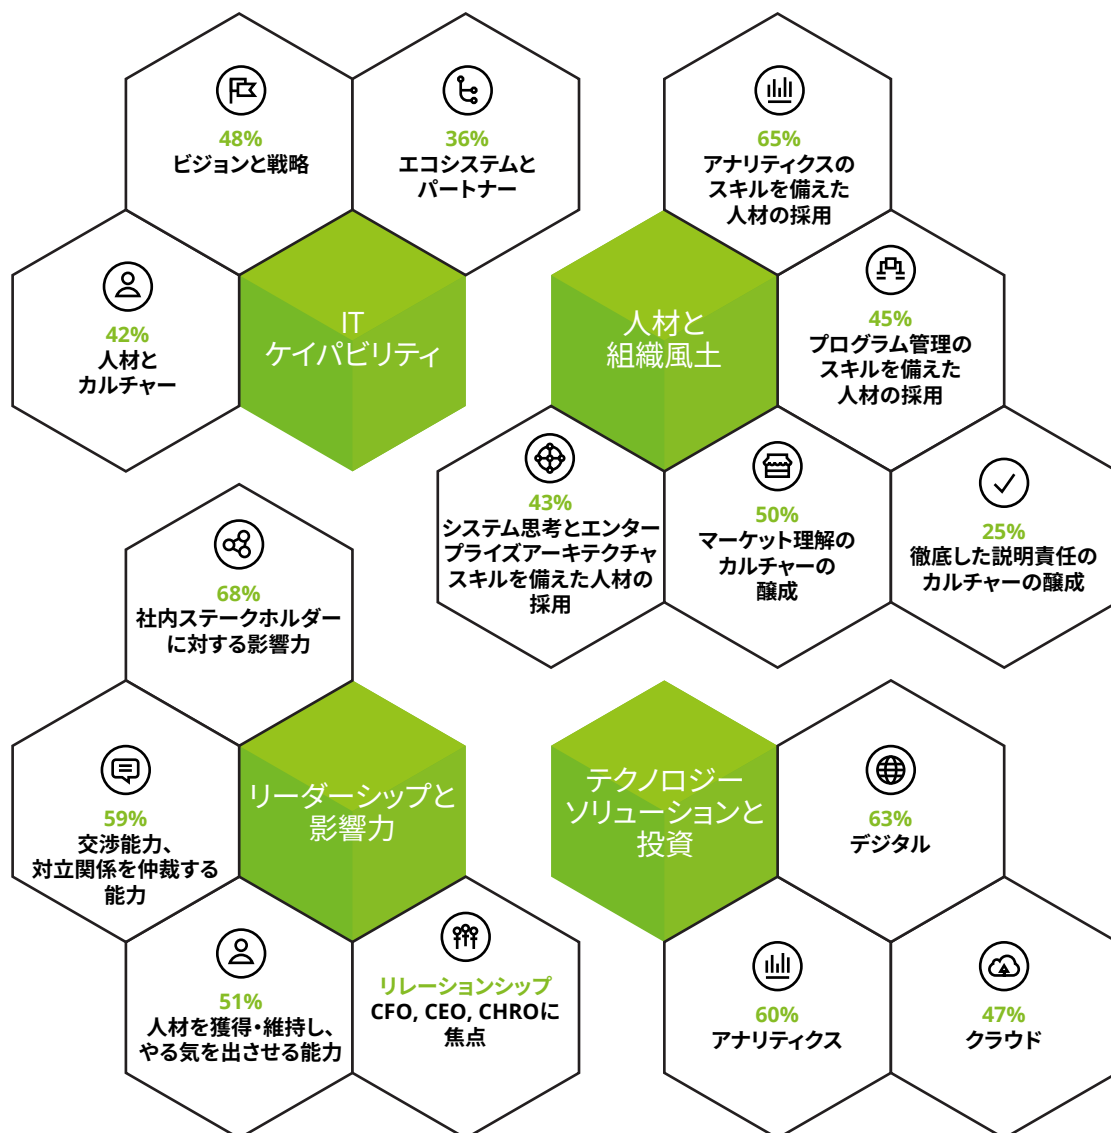 48%
ビジョンと戦略
36%
エコシステムと
パートナー
42%
人材と
カルチャー
IT
ケイパビリティ
65%
アナリティクスの
スキルを備えた
人材の採用
人材と
組織風土
45%
プログラム管理の
スキルを備えた
人材の採用
43%
システム思考とエンター
プライズアーキテクチャ
スキルを備えた人材の
採用
50%
マーケット理解の
カルチャーの
醸成
25%
徹底した説明責任の
カルチャーの醸成
68%
社内ステークホルダー
に対する影響力
59%
交渉能力、
対立関係を仲裁する
能力
リーダーシップと
影響力
51%
人材を獲得・維持し、
やる気を出させる能力
リレーションシップ
CFO, CEO, CHROに
焦点
テクノロジー
ソリューションと
投資
63%
デジタル
60%
アナリティクス
47%
クラウド